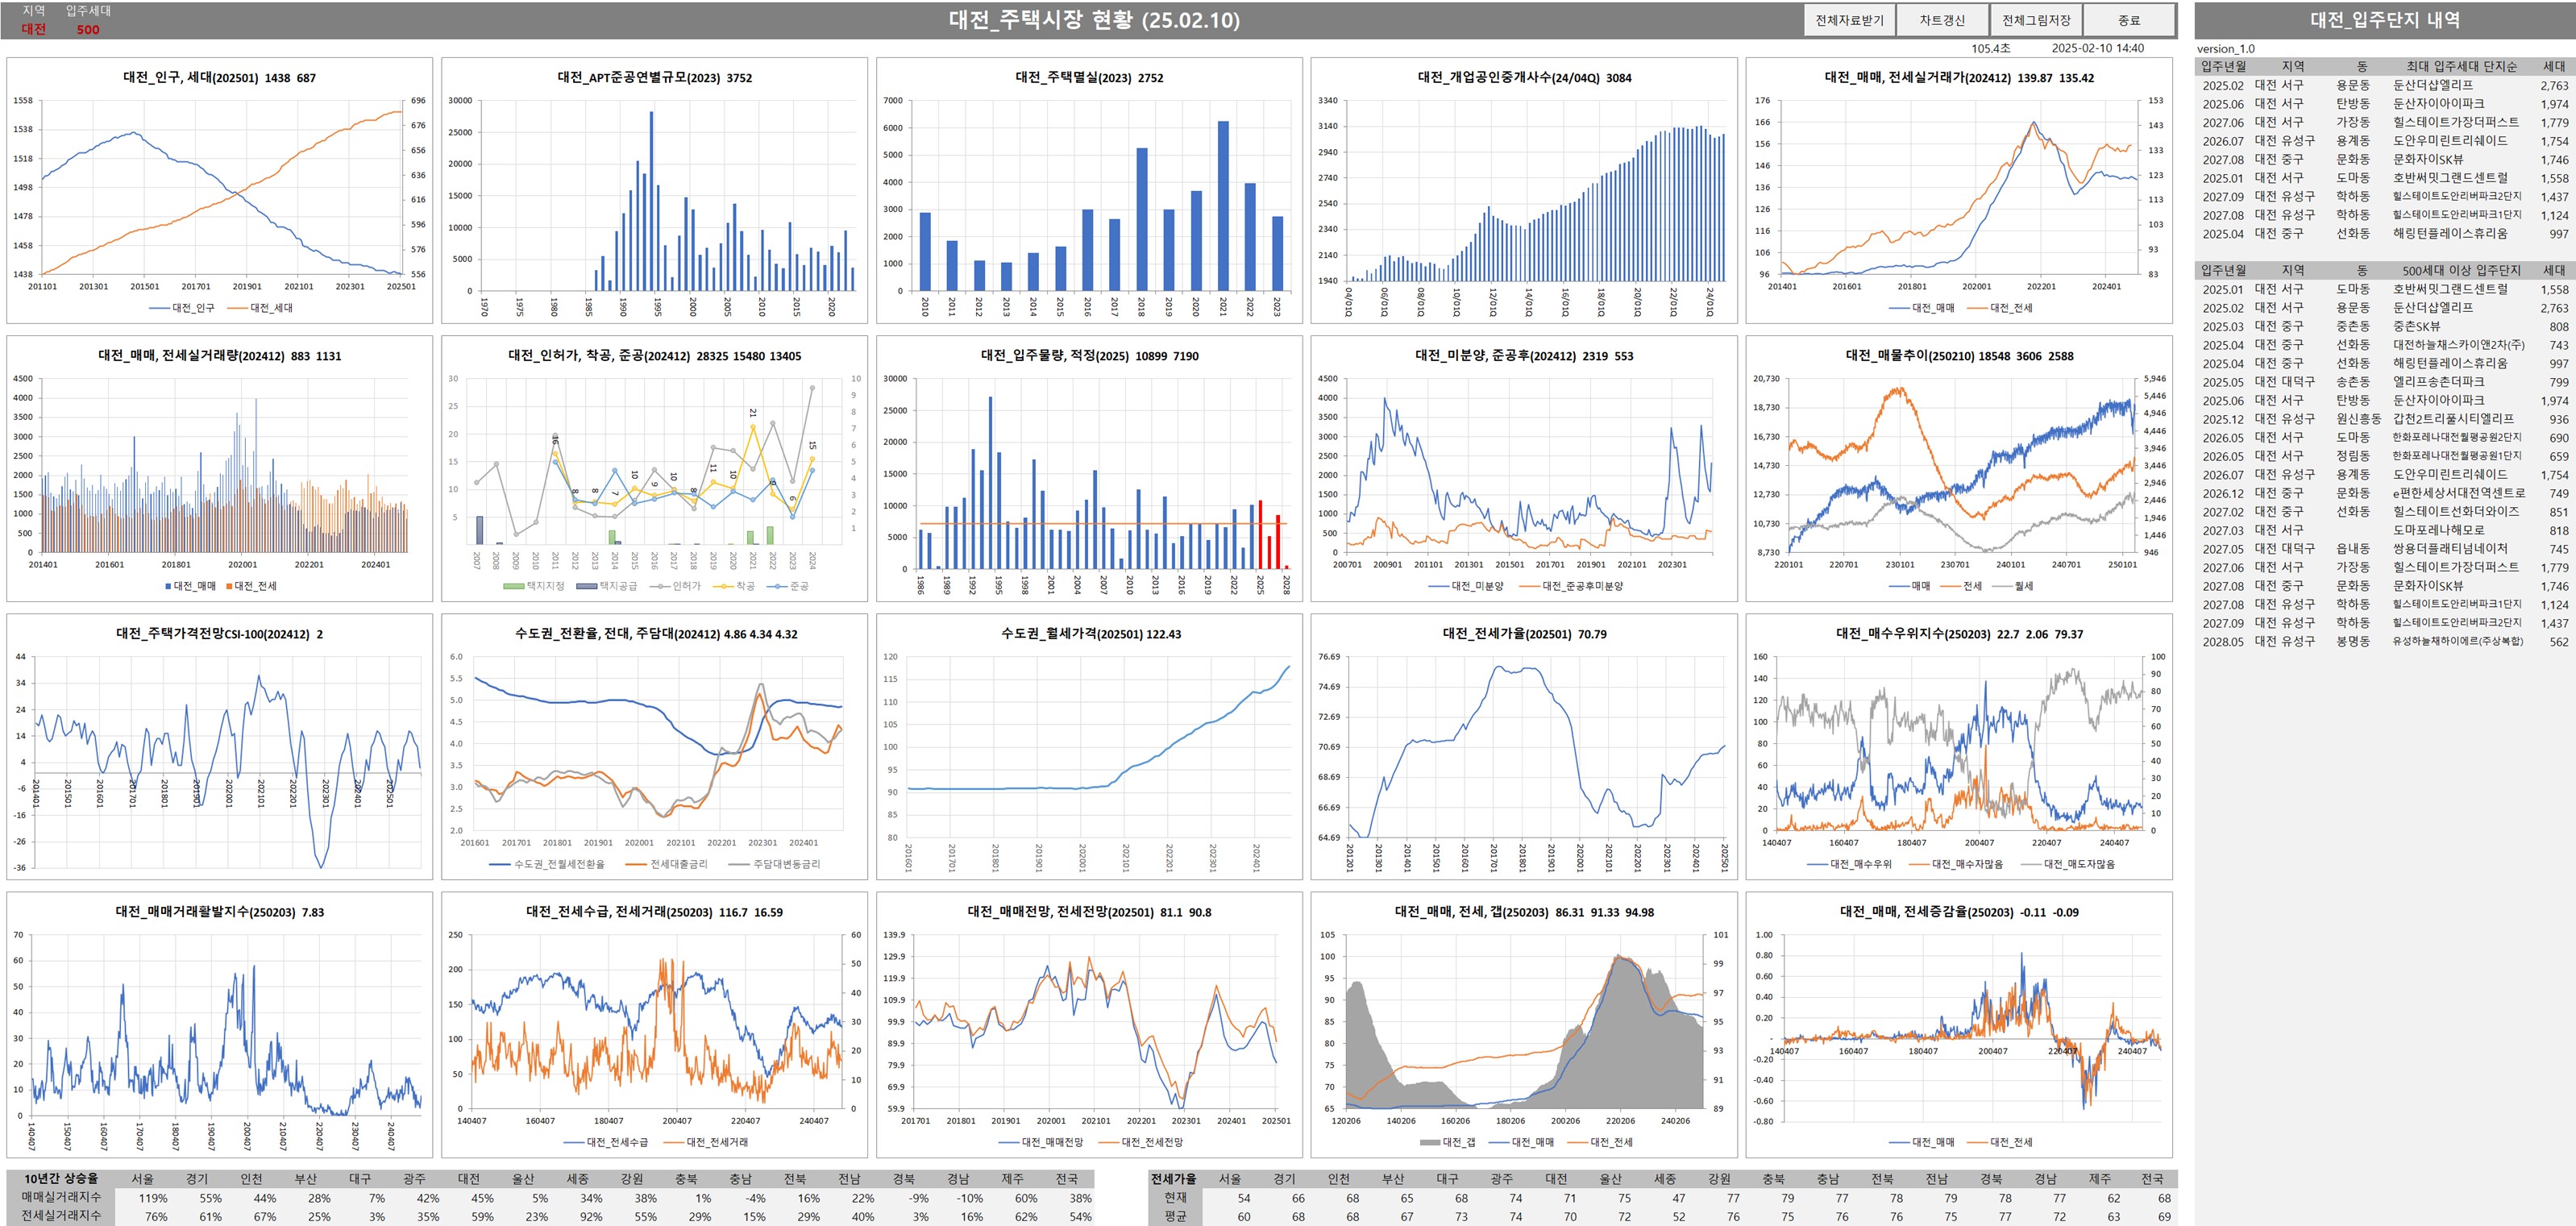 지역 입주세대
대전 500
대전_주택시장 현황 (25.02.10)
전체자료받기 차트갱신 전체그림저장 종료
105.4초 2025-02-10 14:40
대전_인구, 세대(202501) 1438 687
대전_인구 대전_세대
대전_APT준공연별규모(2023) 3752
대전_주택멸실(2023) 2752
대전_개업공인중개사수(24/04Q) 3084
대전_매매, 전세실거래가(202412) 139.87 135.42
대전_매매 대전_전세
대전_매매, 전세실거래량(202412) 883 1131
대전_매매 대전_전세
대전_인허가, 착공, 준공(202412) 28325 15480 13405
택지지정 택지공급 인허가 착공 준공
대전_입주물량, 적정(2025) 10899 7190
대전_미분양, 준공후(202412) 2319 553
대전_미분양 대전_준공후미분양
대전_매물추이(250210) 18548 3606 2588
매매 전세 월세
대전_주택가격전망CSI-100(202412) 2
수도권_전환율, 전대, 주담대(202412) 4.86 4.34 4.32
수도권_전월세전환율 전세대출금리 주담대변동금리
수도권_월세가격(202501) 122.43
대전_전세가율(202501) 70.79
대전_매수우위지수(250203) 22.7 2.06 79.37
대전_매수우위 대전_매수자많음 대전_매도자많음
대전_매매거래활발지수(250203) 7.83
대전_전세수급, 전세거래(250203) 116.7 16.59
대전_전세수급 대전_전세거래
대전_매매전망, 전세전망(202501) 81.1 90.8
대전_매매전망 대전_전세전망
대전_매매, 전세, 갭(250203) 86.31 91.33 94.98
대전_갭 대전_매매 대전_전세
대전_매매, 전세증감율(250203) -0.11 -0.09
대전_매매 대전_전세
10년간 상승율 서울 경기 인천 부산 대구 광주 대전 울산 세종 강원 충북 충남 전북 전남 경북 경남 제주 전국
매매실거래지수 119% 55% 44% 28% 7% 42% 45% 5% 34% 38% 1% -4% 16% 22% -9% -10% 60% 38%
전세실거래지수 76% 61% 67% 25% 3% 35% 59% 23% 92% 55% 29% 15% 29% 40% 3% 16% 62% 54%
전세가율 서울 경기 인천 부산 대구 광주 대전 울산 세종 강원 충북 충남 전북 전남 경북 경남 제주 전국
현재 54 66 68 65 68 74 71 75 47 77 79 77 78 79 78 77 62 68
평균 60 68 68 67 73 74 70 72 52 76 75 76 76 75 77 72 63 69
대전_입주단지 내역
version_1.0
입주년월 지역 동 최대 입주세대 단지순 세대
2025.02 대전 서구 용문동 둔산더샵엘리프 2,763
2025.06 대전 서구 탄방동 둔산자이아이파크 1,974
2027.06 대전 서구 가장동 힐스테이트가장더퍼스트 1,779
2026.07 대전 유성구 용계동 도안우미린트리쉐이드 1,754
2027.08 대전 중구 문화동 문화자이SK뷰 1,746
2025.01 대전 서구 도마동 호반써밋그랜드센트럴 1,558
2027.09 대전 유성구 학하동 힐스테이트도안리버파크2단지 1,437
2027.08 대전 유성구 학하동 힐스테이트도안리버파크1단지 1,124
2025.04 대전 중구 선화동 해링턴플레이스휴리움 997
입주년월 지역 동 500세대 이상 입주단지 세대
2025.01 대전 서구 도마동 호반써밋그랜드센트럴 1,558
2025.02 대전 서구 용문동 둔산더샵엘리프 2,763
2025.03 대전 중구 중촌동 중촌SK뷰 808
2025.04 대전 중구 선화동 대전하늘채스카이앤2차(주) 743
2025.04 대전 중구 선화동 해링턴플레이스휴리움 997
2025.05 대전 대덕구 송촌동 엘리프송촌더파크 799
2025.06 대전 서구 탄방동 둔산자이아이파크 1,974
2025.12 대전 유성구 원신흥동 갑천2트리풀시티엘리프 936
2026.05 대전 서구 도마동 한화포레나대전월평공원2단지 690
2026.05 대전 서구 정림동 한화포레나대전월평공원1단지 659
2026.07 대전 유성구 용계동 도안우미린트리쉐이드 1,754
2026.12 대전 중구 문화동 e편한세상서대전역센트로 749
2027.02 대전 중구 선화동 힐스테이트선화더와이즈 851
2027.03 대전 서구 도마포레나해모로 818
2027.05 대전 대덕구 읍내동 쌍용더플래티넘네이처 745
2027.06 대전 서구 가장동 힐스테이트가장더퍼스트 1,779
2027.08 대전 중구 문화동 문화자이SK뷰 1,746
2027.08 대전 유성구 학하동 힐스테이트도안리버파크1단지 1,124
2027.09 대전 유성구 학하동 힐스테이트도안리버파크2단지 1,437
2028.05 대전 유성구 봉명동 유성하늘채하이에르(주상복합) 562